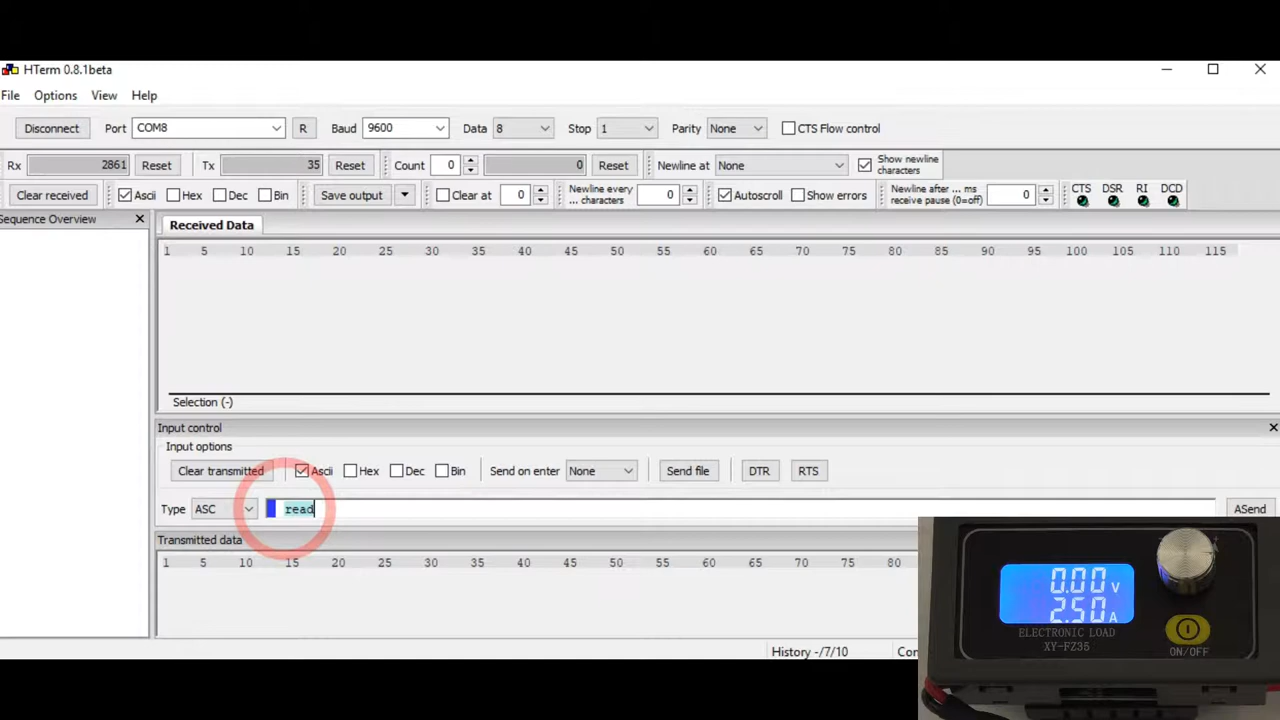 HTerm 0.8.1beta
File Options View Help
Disconnect Port COM8 R Baud 9600 Data 8 Stop 1 Parity None CTS Flow control
Rx 2861 Reset Tx 35 Reset Count 0 0 Reset Newline at None Show newline characters
Clear received Ascii Hex Dec Bin Save output Clear at 0 Newline every ... characters 0 Autoscroll Show errors Newline after ... ms receive pause (0=off) 0 CTS DSR RI DCD
Sequence Overview
Received Data
1 5 10 15 20 25 30 35 40 45 50 55 60 65 70 75 80 85 90 95 100 105 110 115
Selection (-)
Input control
Input options
Clear transmitted Ascii Hex Dec Bin Send on enter None Send file DTR RTS
Type ASC read ASend
Transmitted data
1 5 10 15 20 25 30 35 40 45 50 55 60 65 70 75 80
History -/7/10 Con
0.00 V
2.50 A
ELECTRONIC LOAD
XY-FZ35
ON/OFF